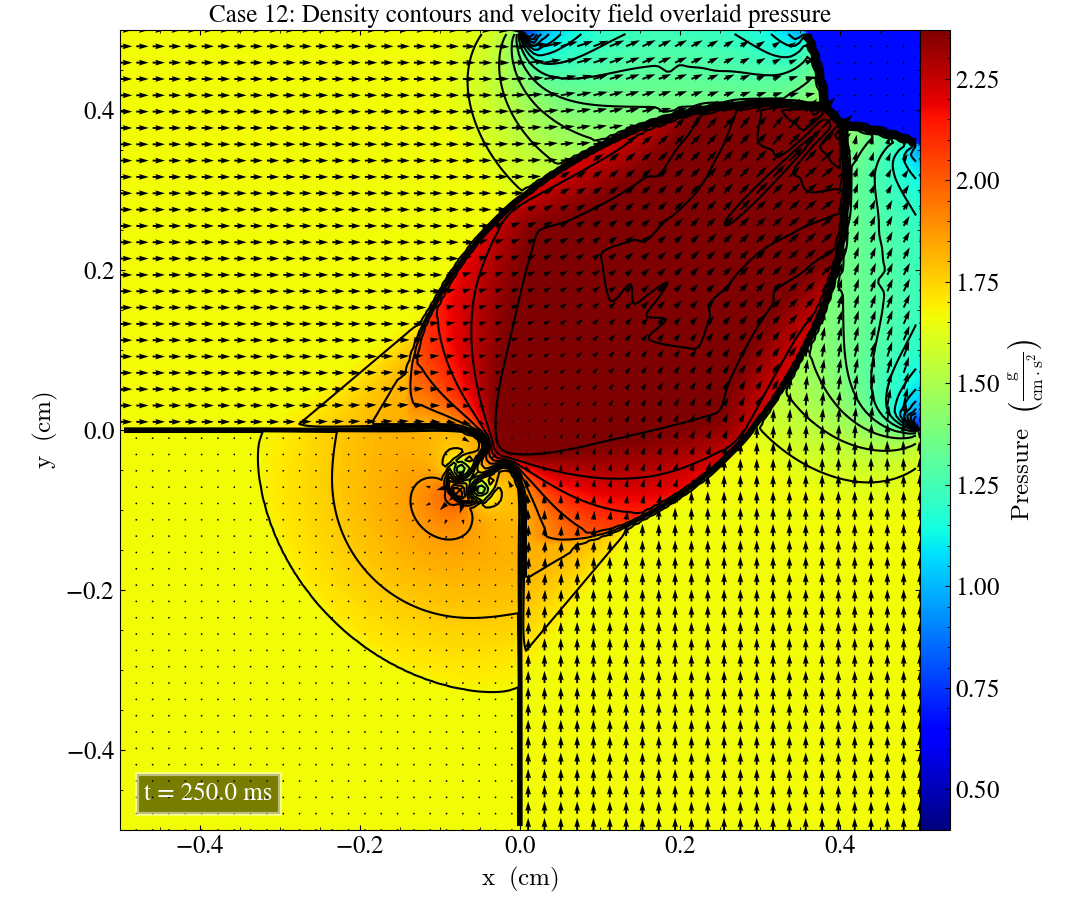 Case 12: Density contours and velocity field overlaid pressure
0.4
0.2
0.0
−0.2
−0.4
y (cm)
t = 250.0 ms
−0.4 −0.2 0.0 0.2 0.4
x (cm)
2.25
2.00
1.75
1.50
1.25
1.00
0.75
0.50
Pressure (g/(cm · s²))